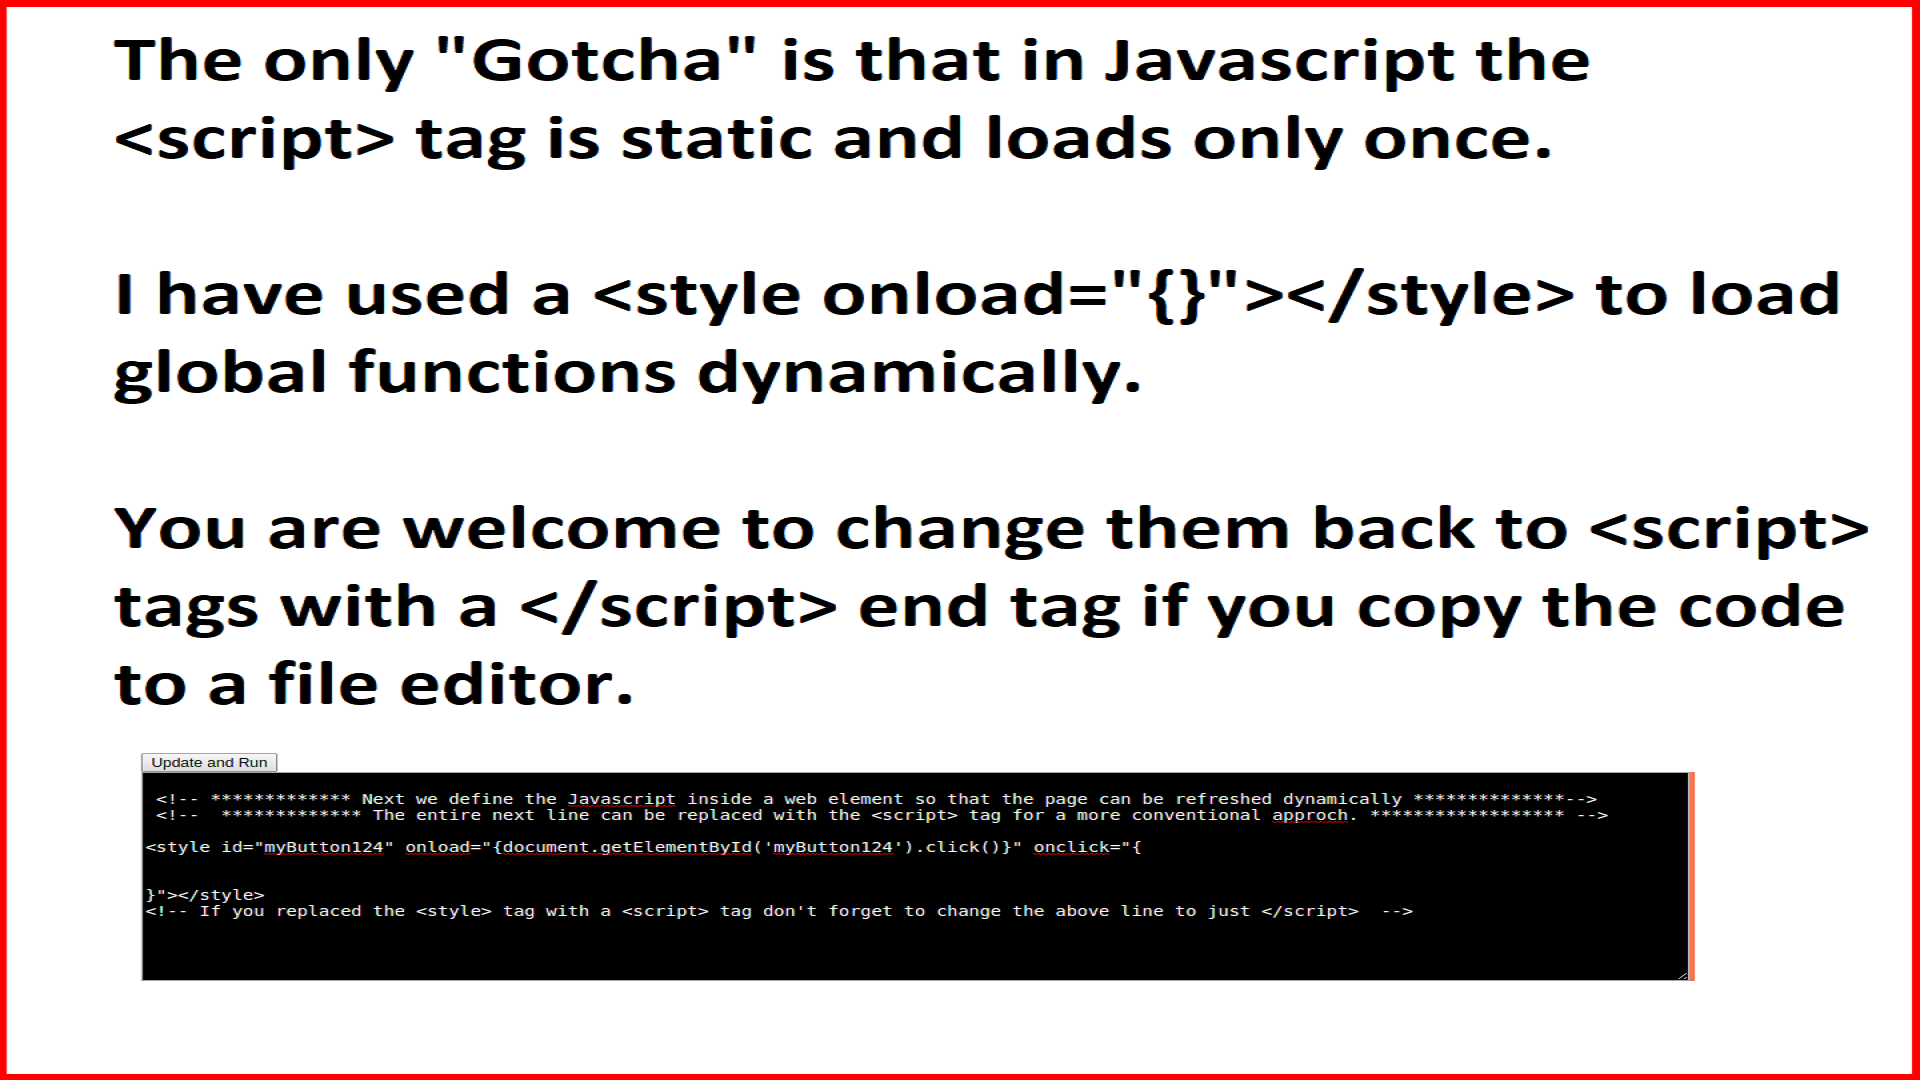 The only "Gotcha" is that in Javascript the
<script> tag is static and loads only once.
I have used a <style onload="{}"></style> to load
global functions dynamically.
You are welcome to change them back to <script>
tags with a </script> end tag if you copy the code
to a file editor.
Update and Run
<!-- ************* Next we define the Javascript inside a web element so that the page can be refreshed dynamically **************-->
<!--  ************* The entire next line can be replaced with the <script> tag for a more conventional approch. ****************** -->
<style id="myButton124" onload="{document.getElementById('myButton124').click()}" onclick="{
}"></style>
<!-- If you replaced the <style> tag with a <script> tag don't forget to change the above line to just </script>  -->